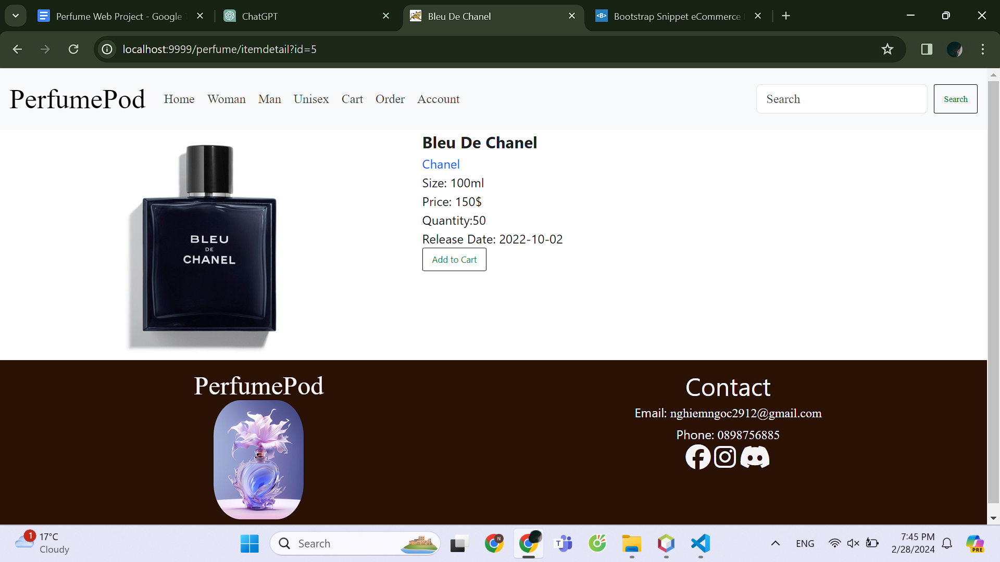 Perfume Web Project - Google
ChatGPT
Bleu De Chanel
Bootstrap Snippet eCommerce
localhost:9999/perfume/itemdetail?id=5
PerfumePod
Home
Woman
Man
Unisex
Cart
Order
Account
Search
Search
BLEU
DE
CHANEL
Bleu De Chanel
Chanel
Size: 100ml
Price: 150$
Quantity:50
Release Date: 2022-10-02
Add to Cart
PerfumePod
Contact
Email: nghiemngoc2912@gmail.com
Phone: 0898756885
1
17°C
Cloudy
Search
N
T
ENG
7:45 PM
2/28/2024
PRE